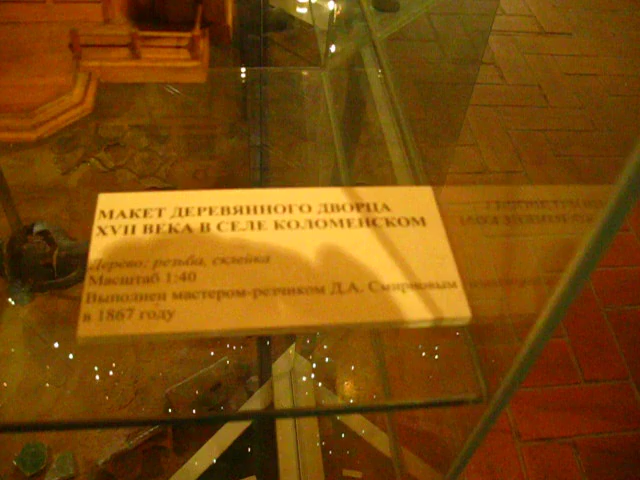 МАКЕТ ДЕРЕВЯННОГО ДВОРЦА
XVII ВЕКА В СЕЛЕ КОЛОМЕНСКОМ
Дерево; резьба, склейка
Масштаб 1:40
Выполнен мастером-резчиком Д.А. Смирновым
в 1867 году